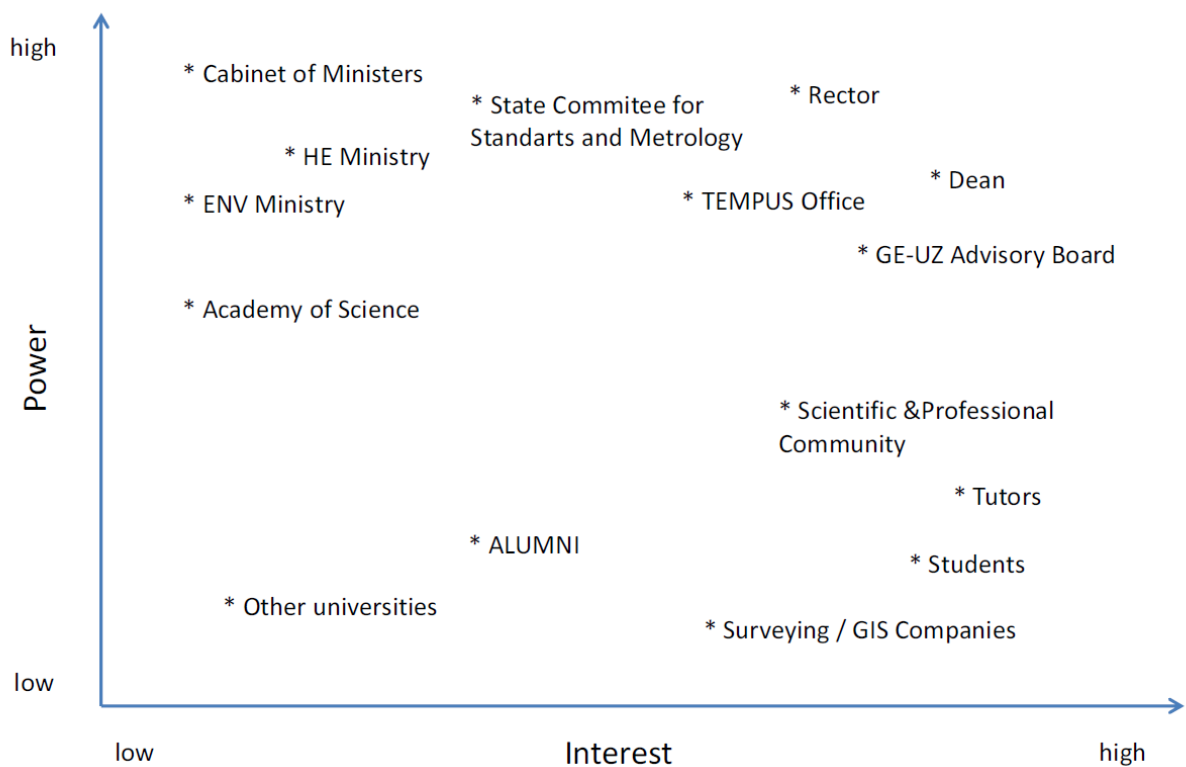 high
* Cabinet of Ministers
* Rector
* State Commitee for
Standarts and Metrology
* HE Ministry
* Dean
* ENV Ministry
* TEMPUS Office
* GE-UZ Advisory Board
* Academy of Science
Power
* Scientific &Professional
Community
* Tutors
* ALUMNI
* Students
* Other universities
* Surveying / GIS Companies
low
low
Interest
high